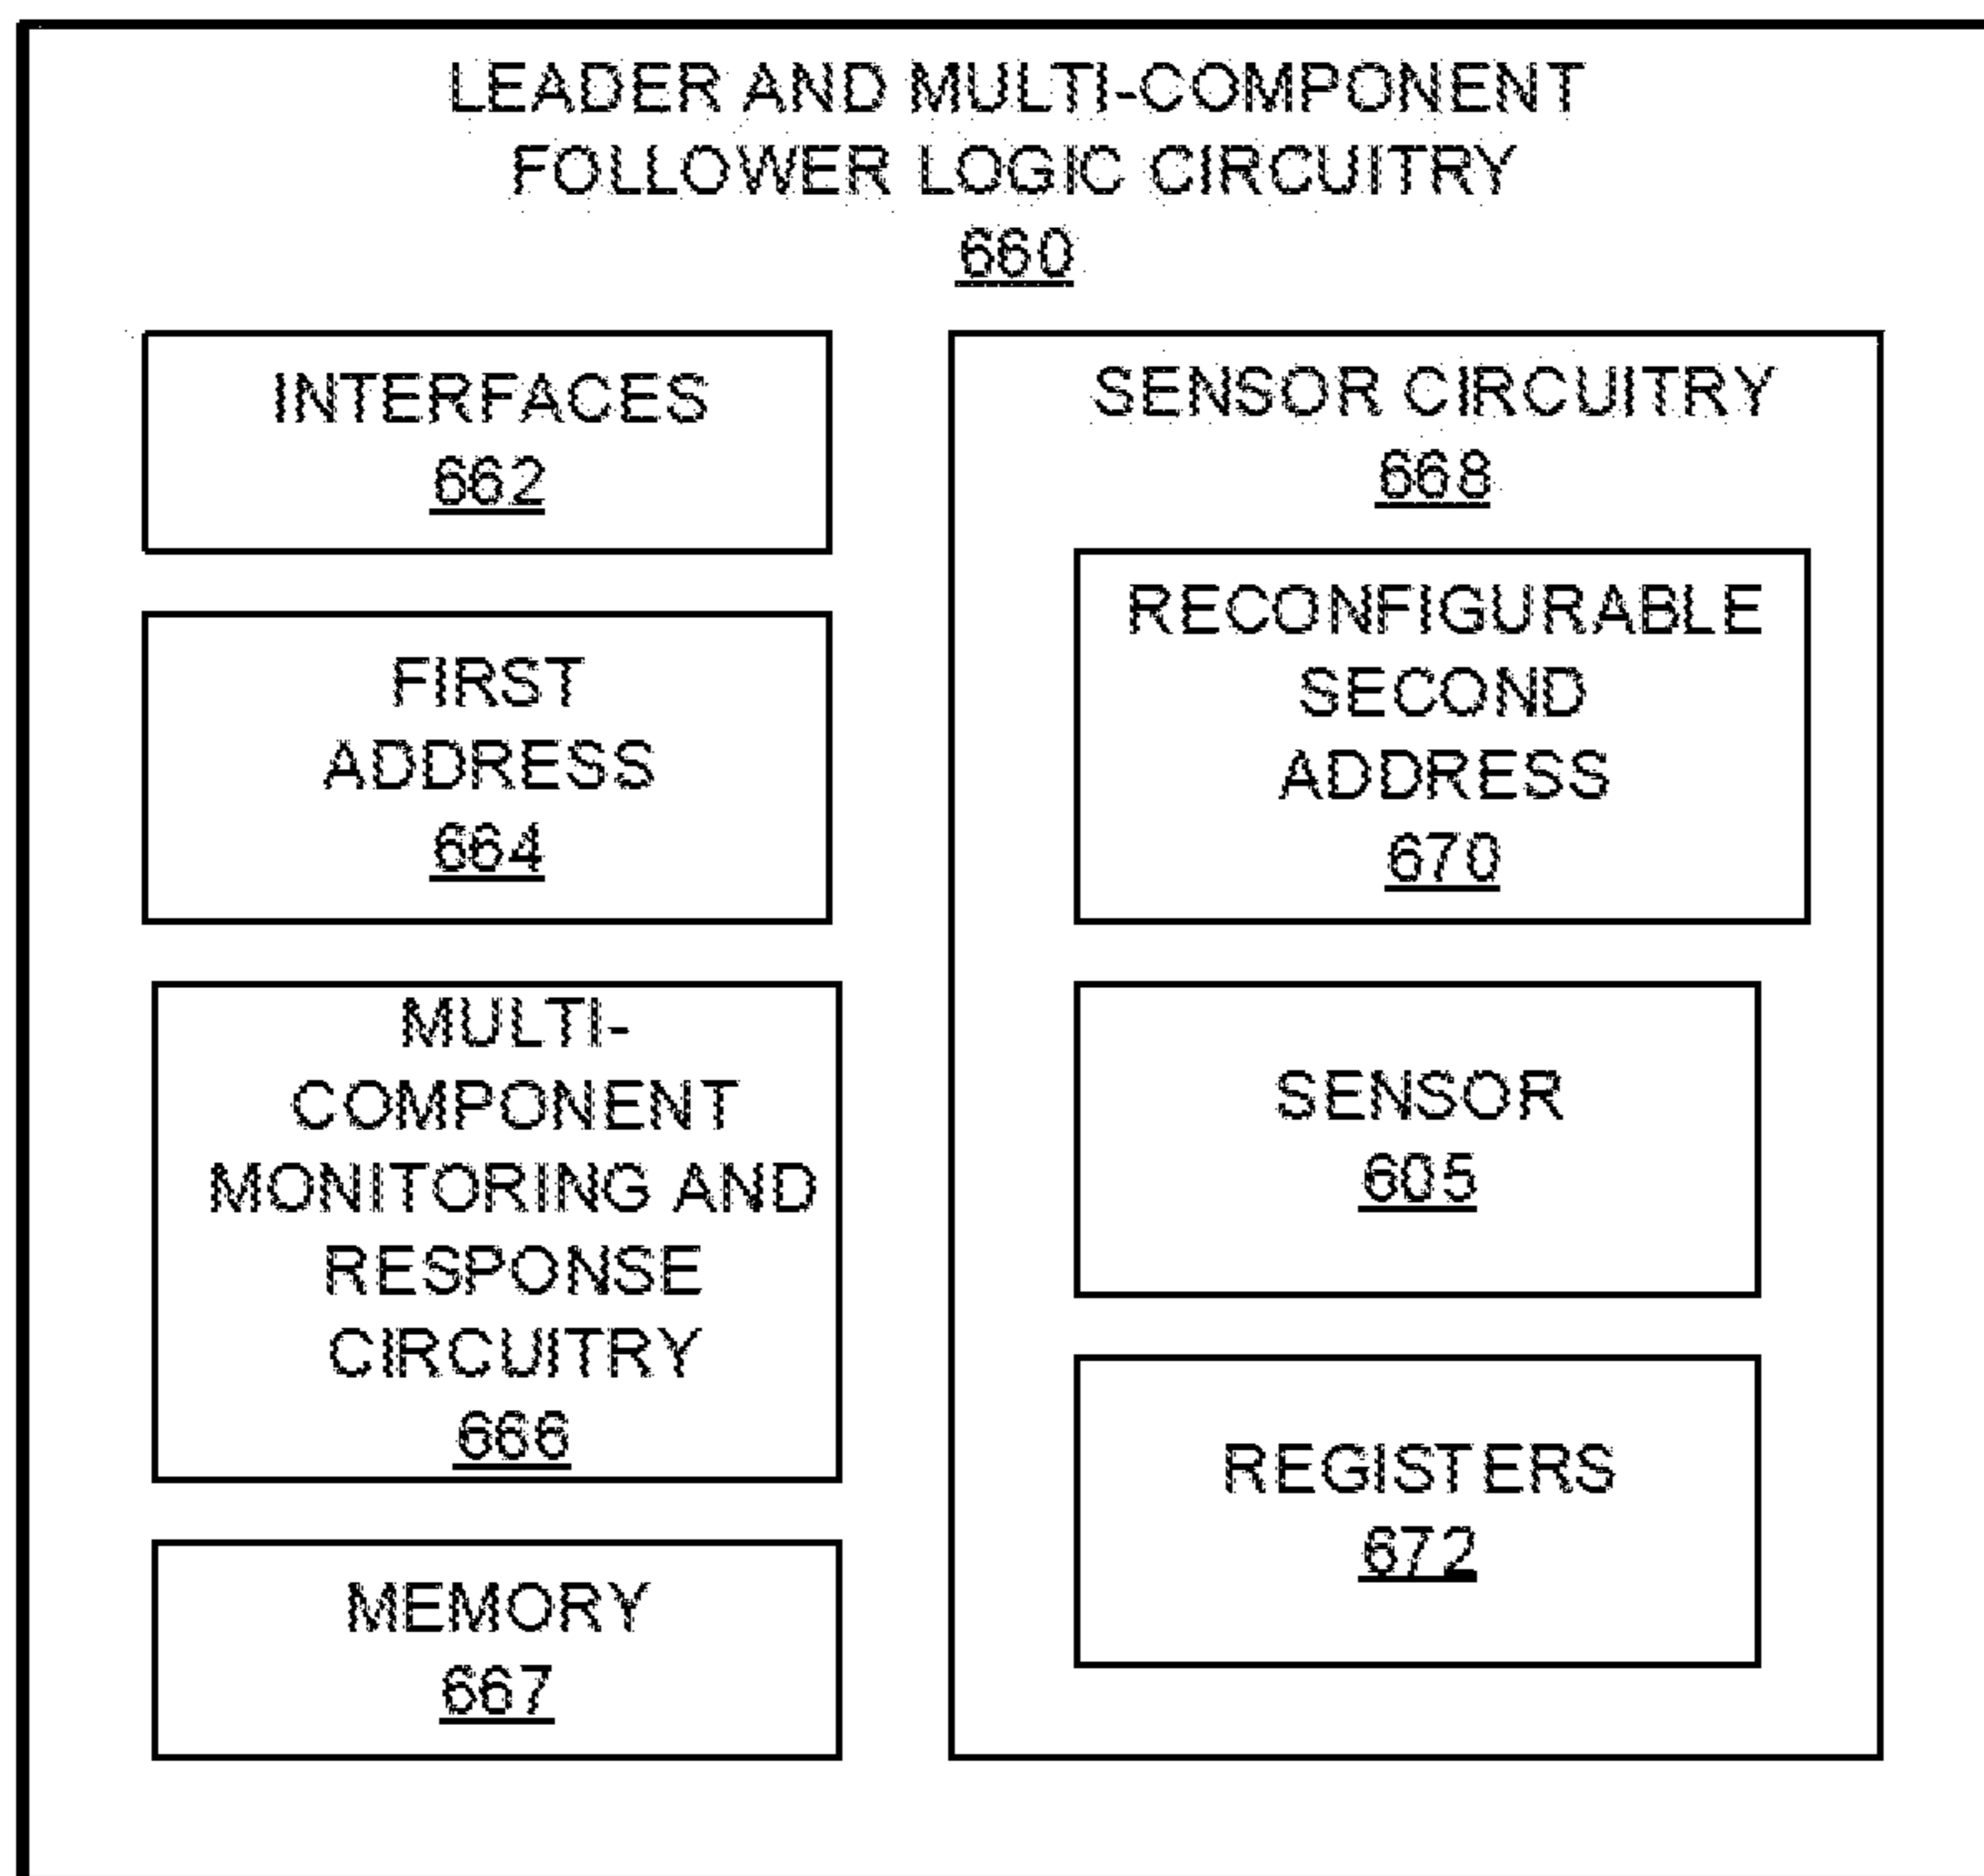 LEADER AND MULTI-COMPONENT
FOLLOWER LOGIC CIRCUITRY
660
INTERFACES
662
FIRST
ADDRESS
664
MULTI-
COMPONENT
MONITORING AND
RESPONSE
CIRCUITRY
666
MEMORY
667
SENSOR CIRCUITRY
668
RECONFIGURABLE
SECOND
ADDRESS
670
SENSOR
605
REGISTERS
672